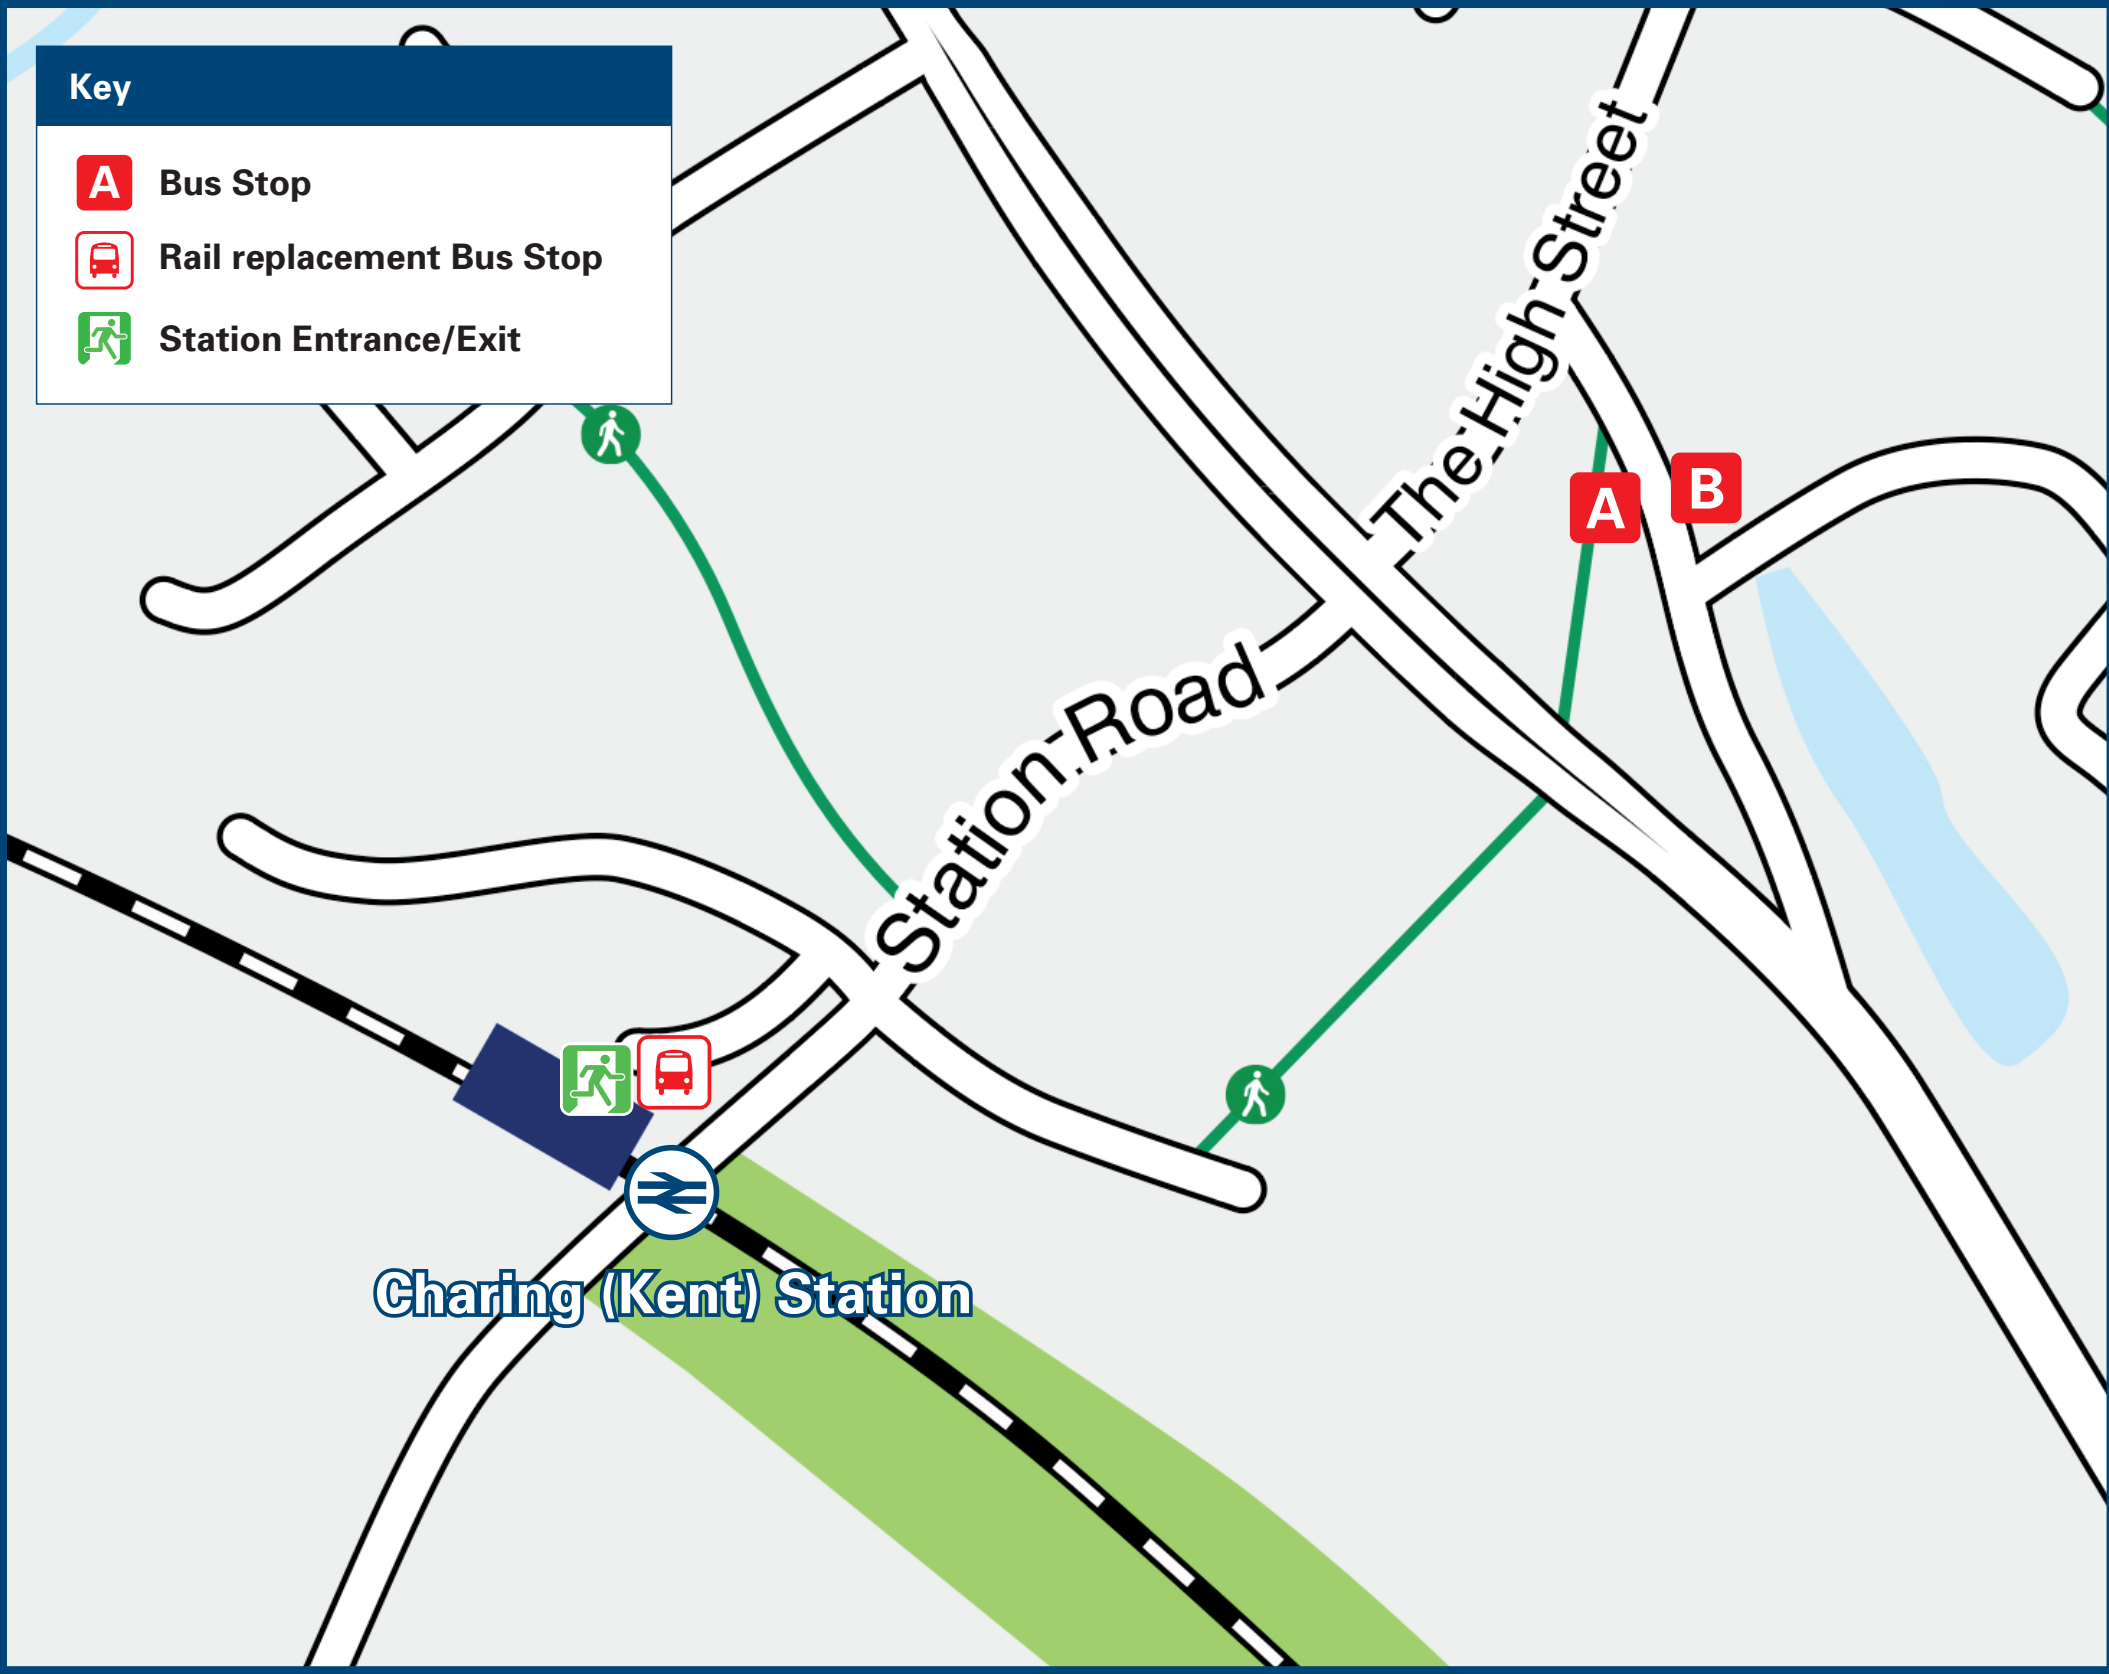 Key
A Bus Stop
Rail replacement Bus Stop
Station Entrance/Exit
The High Street
A
B
Station Road
Charing (Kent) Station